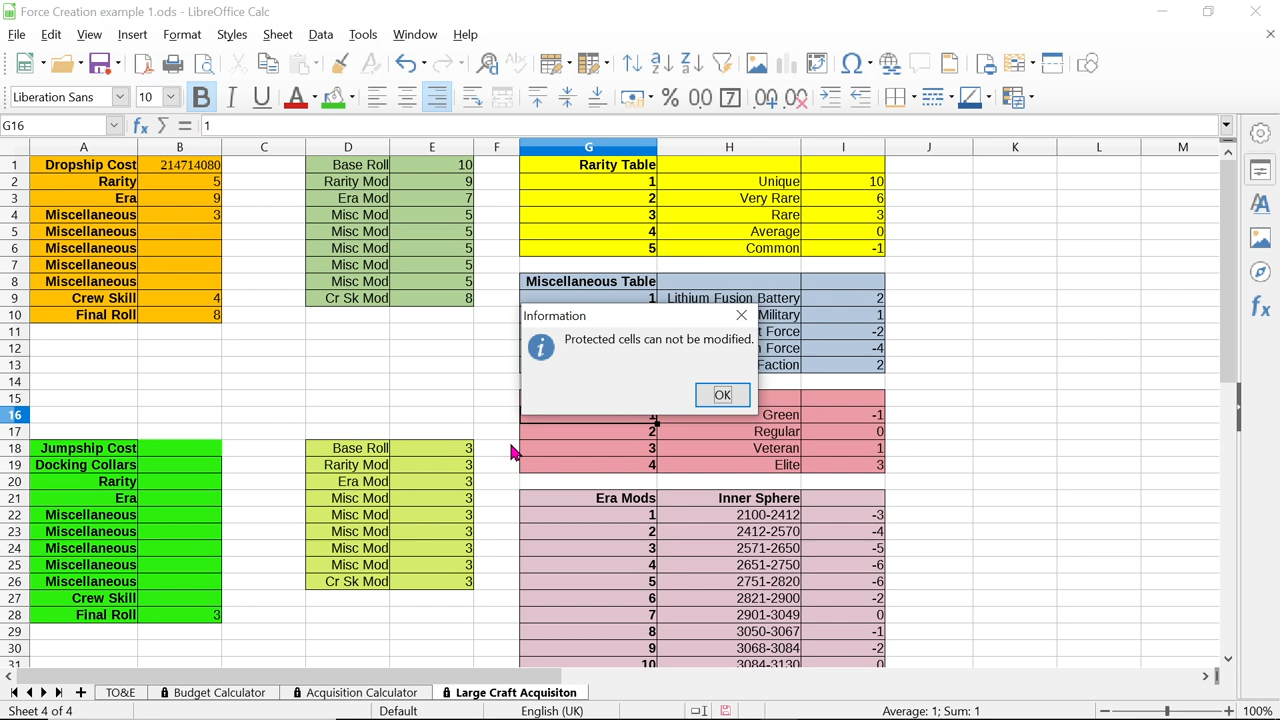 Force Creation example 1.ods - LibreOffice Calc
File Edit View Insert Format Styles Sheet Data Tools Window Help
Liberation Sans 10
G16 1
A B C D E F G H I J K L M
1 Dropship Cost 214714080 Base Roll 10 Rarity Table
2 Rarity 5 Rarity Mod 9 1 Unique 10
3 Era 9 Era Mod 7 2 Very Rare 6
4 Miscellaneous 3 Misc Mod 5 3 Rare 3
5 Miscellaneous Misc Mod 5 4 Average 0
6 Miscellaneous Misc Mod 5 5 Common -1
7 Miscellaneous Misc Mod 5
8 Miscellaneous Misc Mod 5 Miscellaneous Table
9 Crew Skill 4 Cr Sk Mod 8 1 Lithium Fusion Battery 2
10 Final Roll 8 Information Military 1
11 t Force -2
12 Protected cells can not be modified. Force -4
13 Faction 2
14
15 OK
16 1 Green -1
17 2 Regular 0
18 Jumpship Cost Base Roll 3 3 Veteran 1
19 Docking Collars Rarity Mod 3 4 Elite 3
20 Rarity Era Mod 3
21 Era Misc Mod 3 Era Mods Inner Sphere
22 Miscellaneous Misc Mod 3 1 2100-2412 -3
23 Miscellaneous Misc Mod 3 2 2412-2570 -4
24 Miscellaneous Misc Mod 3 3 2571-2650 -5
25 Miscellaneous Misc Mod 3 4 2651-2750 -6
26 Miscellaneous Cr Sk Mod 3 5 2751-2820 -6
27 Crew Skill 6 2821-2900 -2
28 Final Roll 3 7 2901-3049 0
29 8 3050-3067 -1
30 9 3068-3084 -2
31 10 3084-3130 0
TO&E Budget Calculator Acquisition Calculator Large Craft Acquisiton
Sheet 4 of 4 Default English (UK) Average: 1; Sum: 1 100%